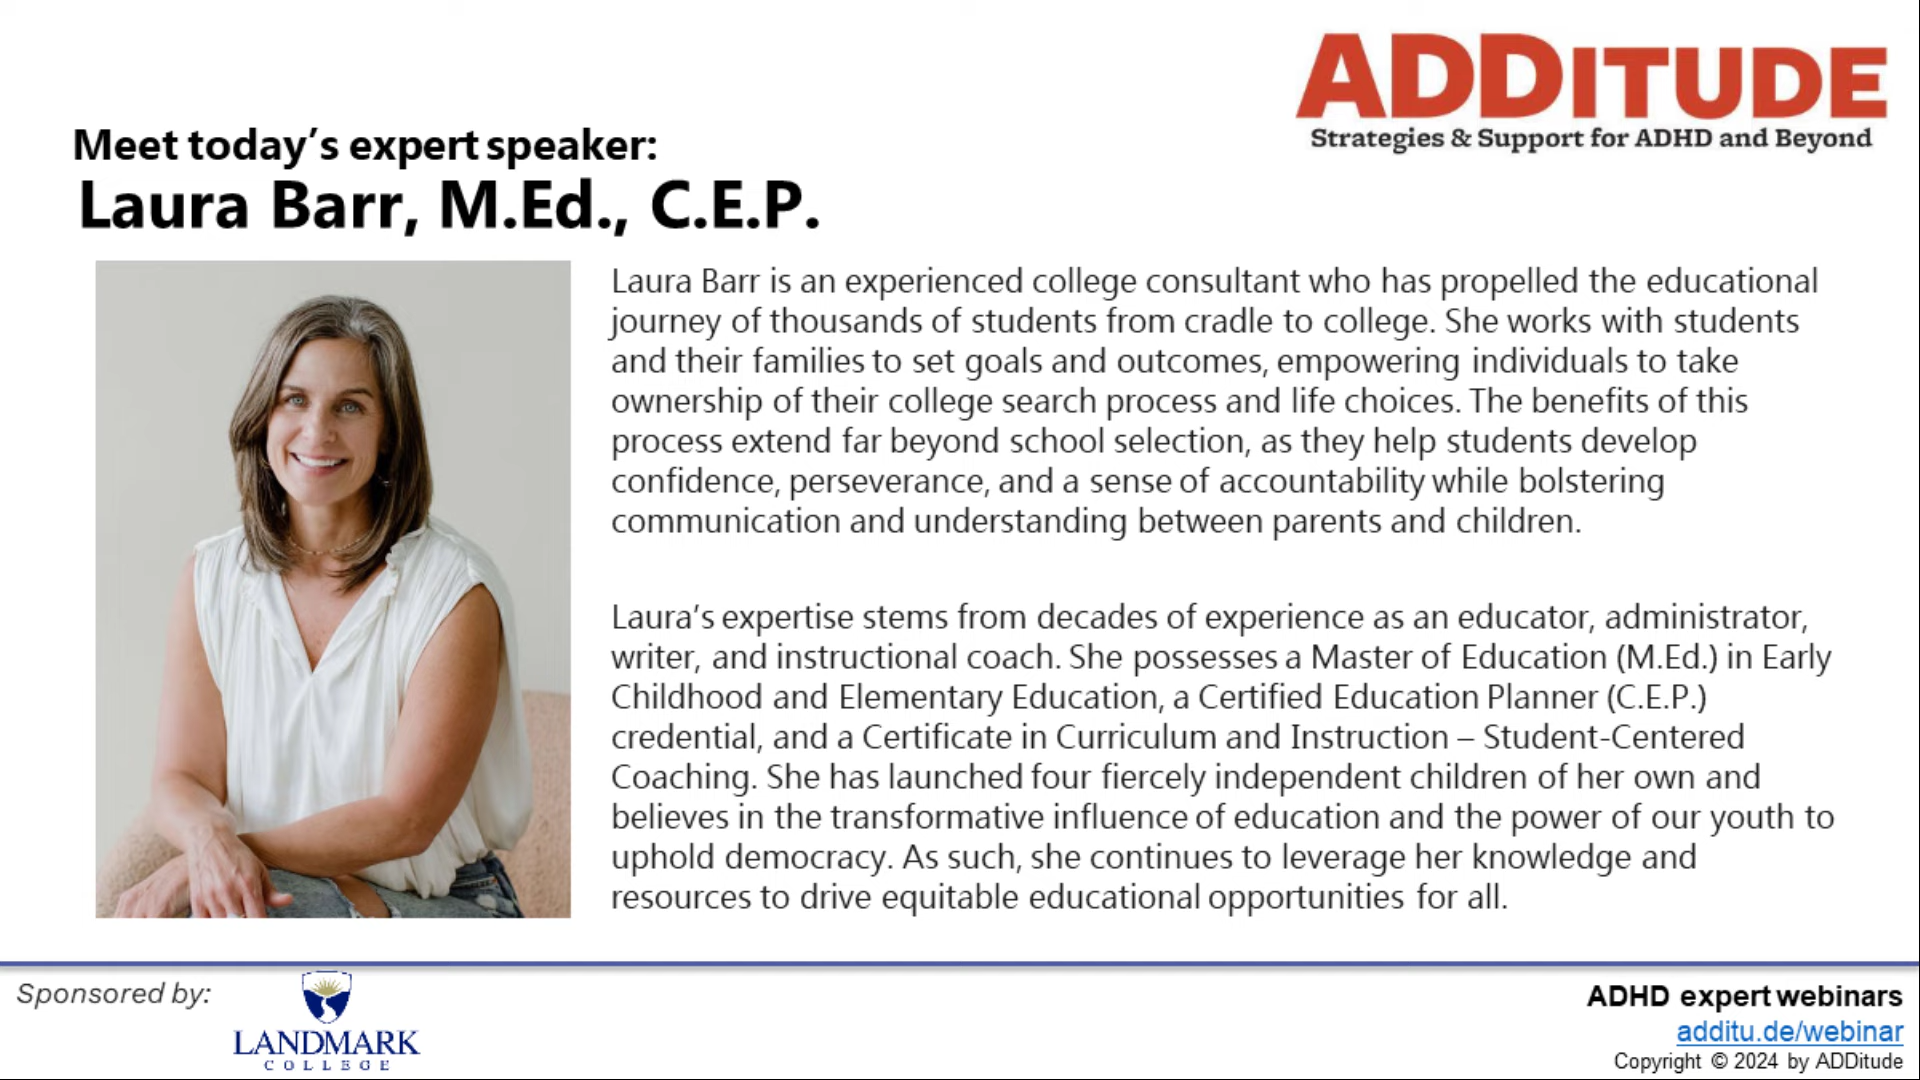 ADDITUDE
Strategies & Support for ADHD and Beyond
Meet today’s expert speaker:
Laura Barr, M.Ed., C.E.P.
Laura Barr is an experienced college consultant who has propelled the educational
journey of thousands of students from cradle to college. She works with students
and their families to set goals and outcomes, empowering individuals to take
ownership of their college search process and life choices. The benefits of this
process extend far beyond school selection, as they help students develop
confidence, perseverance, and a sense of accountability while bolstering
communication and understanding between parents and children.
Laura’s expertise stems from decades of experience as an educator, administrator,
writer, and instructional coach. She possesses a Master of Education (M.Ed.) in Early
Childhood and Elementary Education, a Certified Education Planner (C.E.P.)
credential, and a Certificate in Curriculum and Instruction – Student-Centered
Coaching. She has launched four fiercely independent children of her own and
believes in the transformative influence of education and the power of our youth to
uphold democracy. As such, she continues to leverage her knowledge and
resources to drive equitable educational opportunities for all.
Sponsored by:
LANDMARK
COLLEGE
ADHD expert webinars
additu.de/webinar
Copyright © 2024 by ADDitude